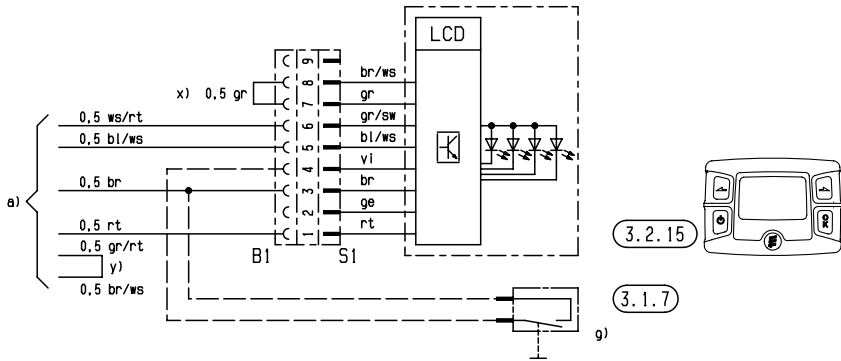 LCD
9
8
7
6
5
4
3
2
1
B1
S1
x) 0,5 gr
br/ws
gr
gr/sw
bl/ws
vi
br
ge
rt
a)
0,5 ws/rt
0,5 bl/ws
0,5 br
0,5 rt
0,5 gr/rt
y)
0,5 br/ws
3.2.15
OK
3.1.7
g)